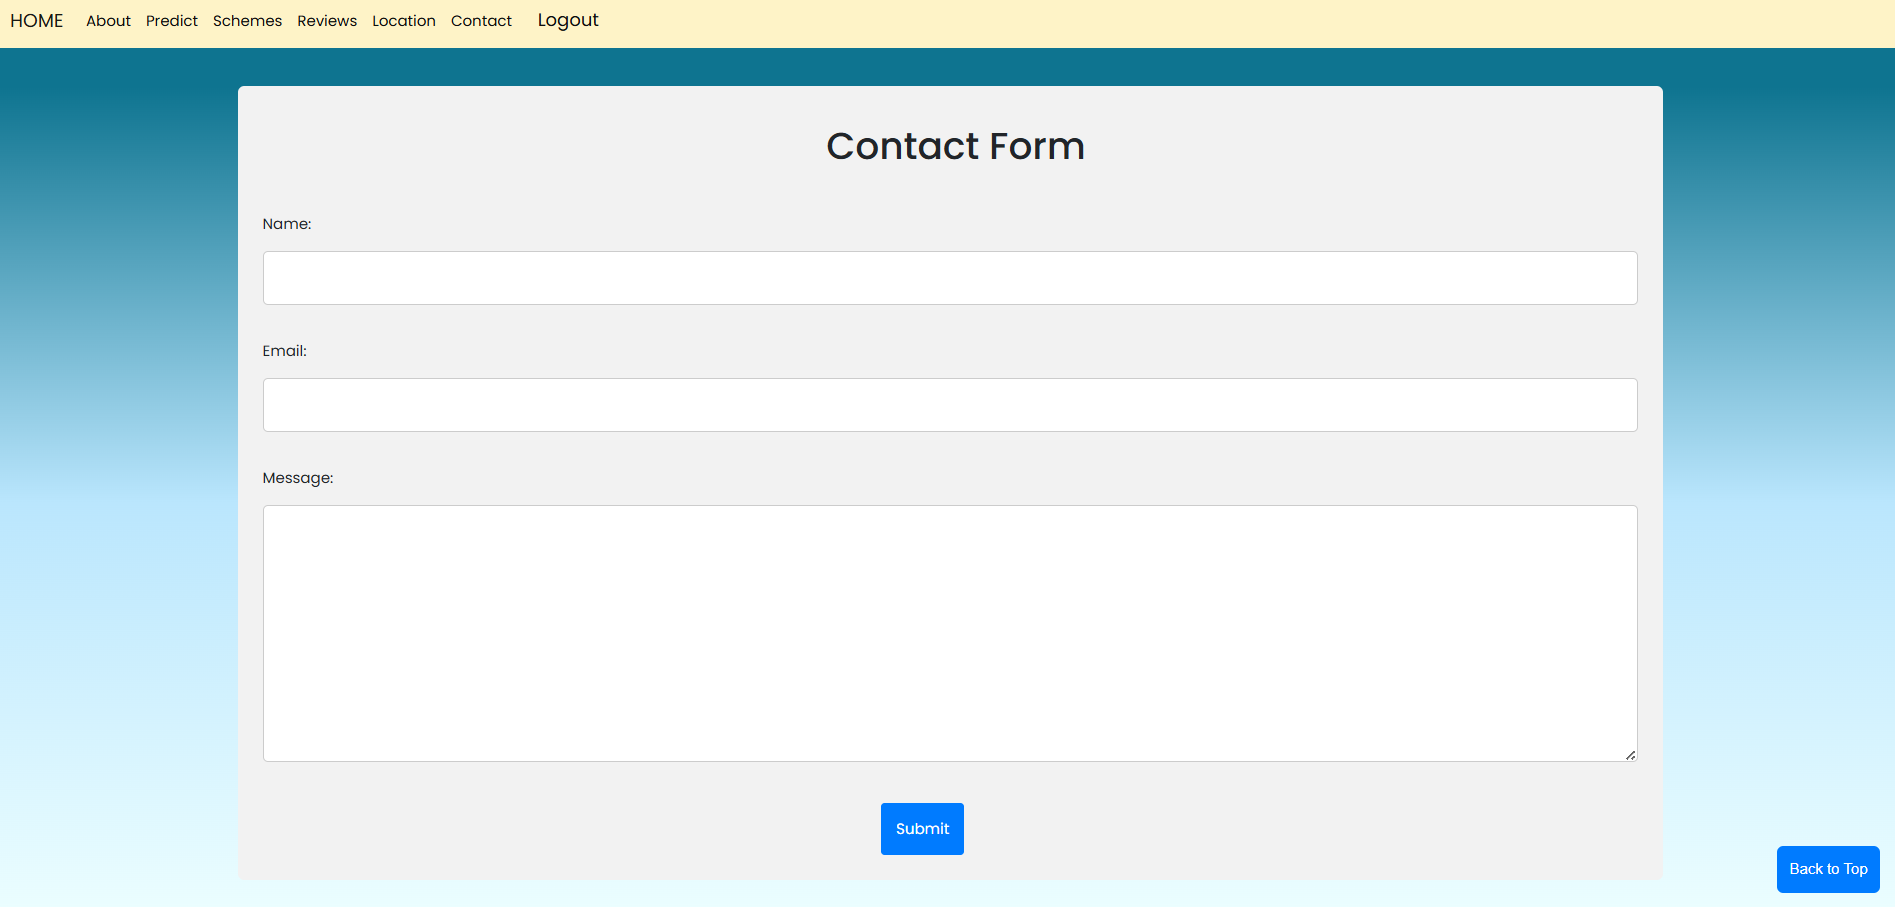 HOME About Predict Schemes Reviews Location Contact Logout
Contact Form
Name:
Email:
Message:
Submit
Back to Top